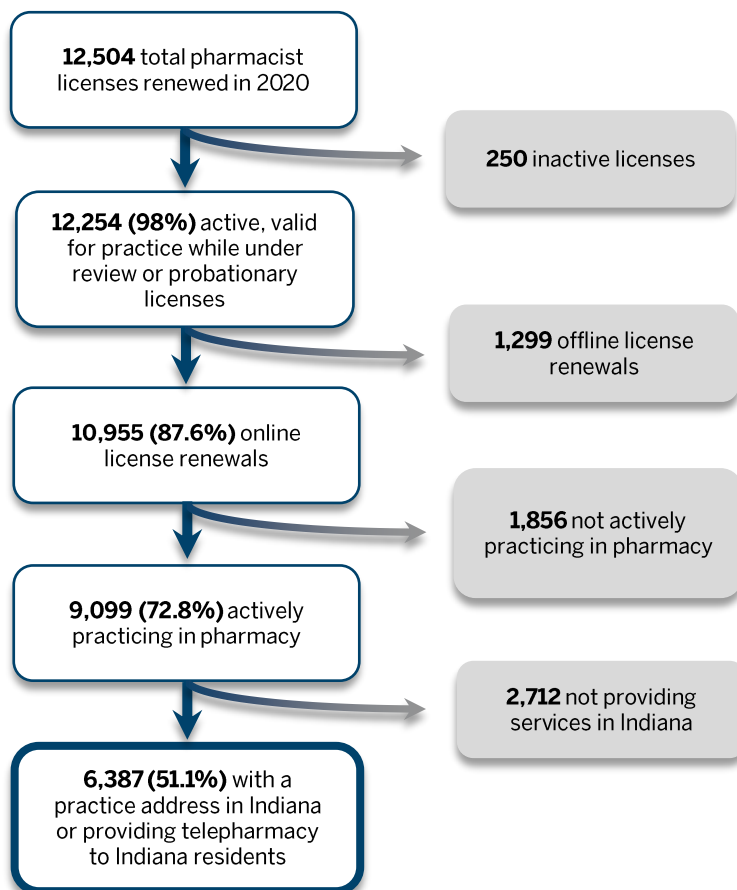 12,504 total pharmacist
licenses renewed in 2020
250 inactive licenses
12,254 (98%) active, valid
for practice while under
review or probationary
licenses
1,299 offline license
renewals
10,955 (87.6%) online
license renewals
1,856 not actively
practicing in pharmacy
9,099 (72.8%) actively
practicing in pharmacy
2,712 not providing
services in Indiana
6,387 (51.1%) with a
practice address in Indiana
or providing telepharmacy
to Indiana residents